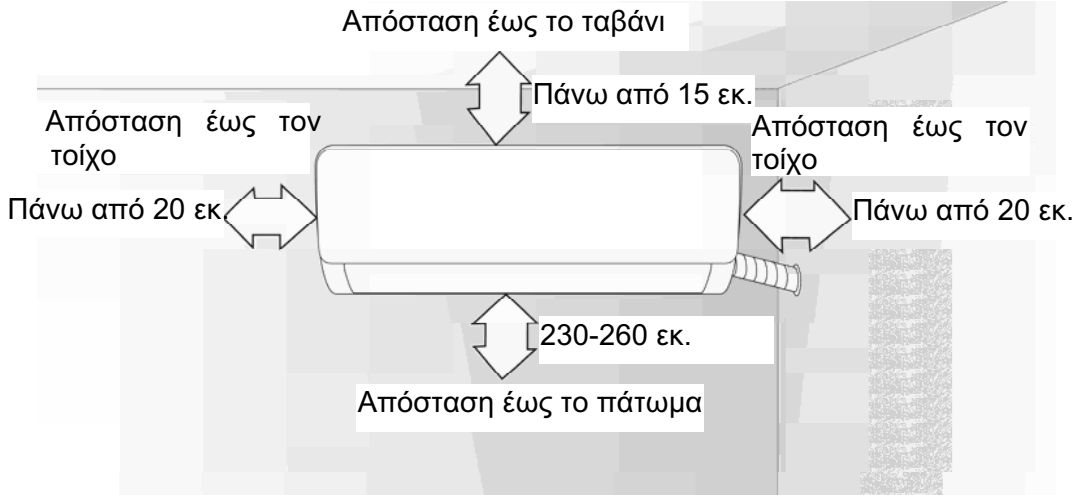 Απόσταση έως το ταβάνι
Πάνω από 15 εκ.
Απόσταση έως τον
τοίχο
Πάνω από 20 εκ.
Απόσταση έως τον
τοίχο
Πάνω από 20 εκ.
230-260 εκ.
Απόσταση έως το πάτωμα